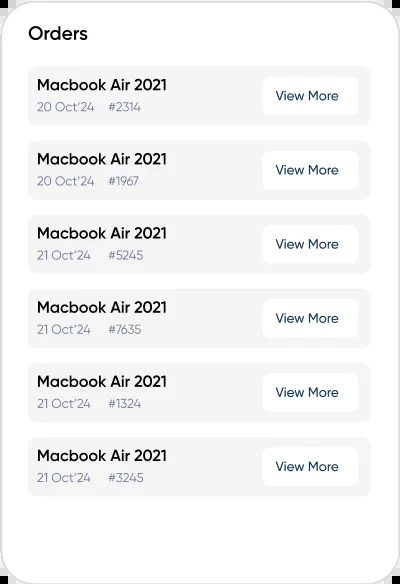 Orders
Macbook Air 2021
20 Oct'24 #2314
View More
Macbook Air 2021
20 Oct'24 #1967
View More
Macbook Air 2021
21 Oct'24 #5245
View More
Macbook Air 2021
21 Oct'24 #7635
View More
Macbook Air 2021
21 Oct'24 #1324
View More
Macbook Air 2021
21 Oct'24 #3245
View More